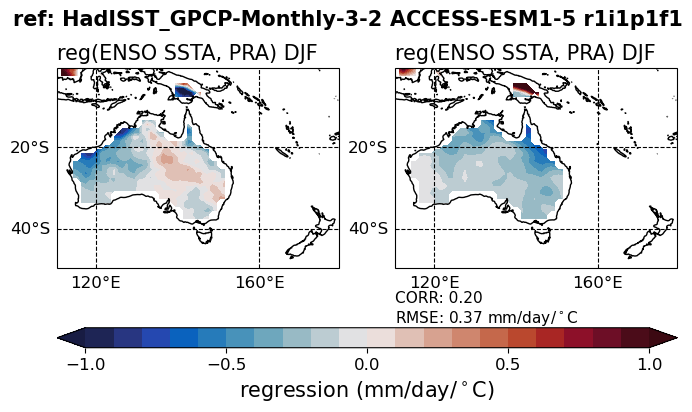 ref: HadISST_GPCP-Monthly-3-2 ACCESS-ESM1-5 r1i1p1f1
reg(ENSO SSTA, PRA) DJF
reg(ENSO SSTA, PRA) DJF
20°S
40°S
120°E
160°E
20°S
40°S
120°E
160°E
CORR: 0.20
RMSE: 0.37 mm/day/°C
−1.0
−0.5
0.0
0.5
1.0
regression (mm/day/°C)